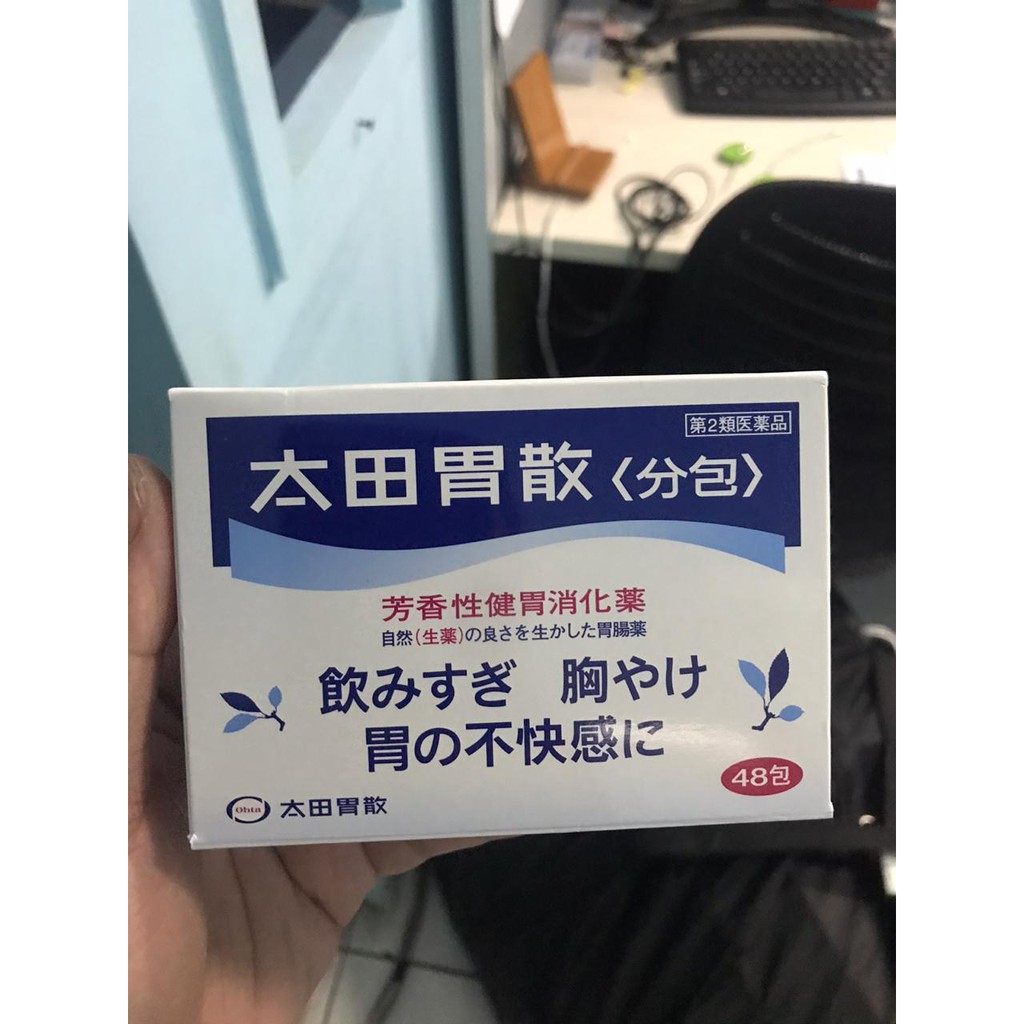 第2類医薬品
太田胃散〈分包〉
芳香性健胃消化薬
自然(生薬)の良さを生かした胃腸薬
飲みすぎ 胸やけ
胃の不快感に
48包
Ohta 太田胃散